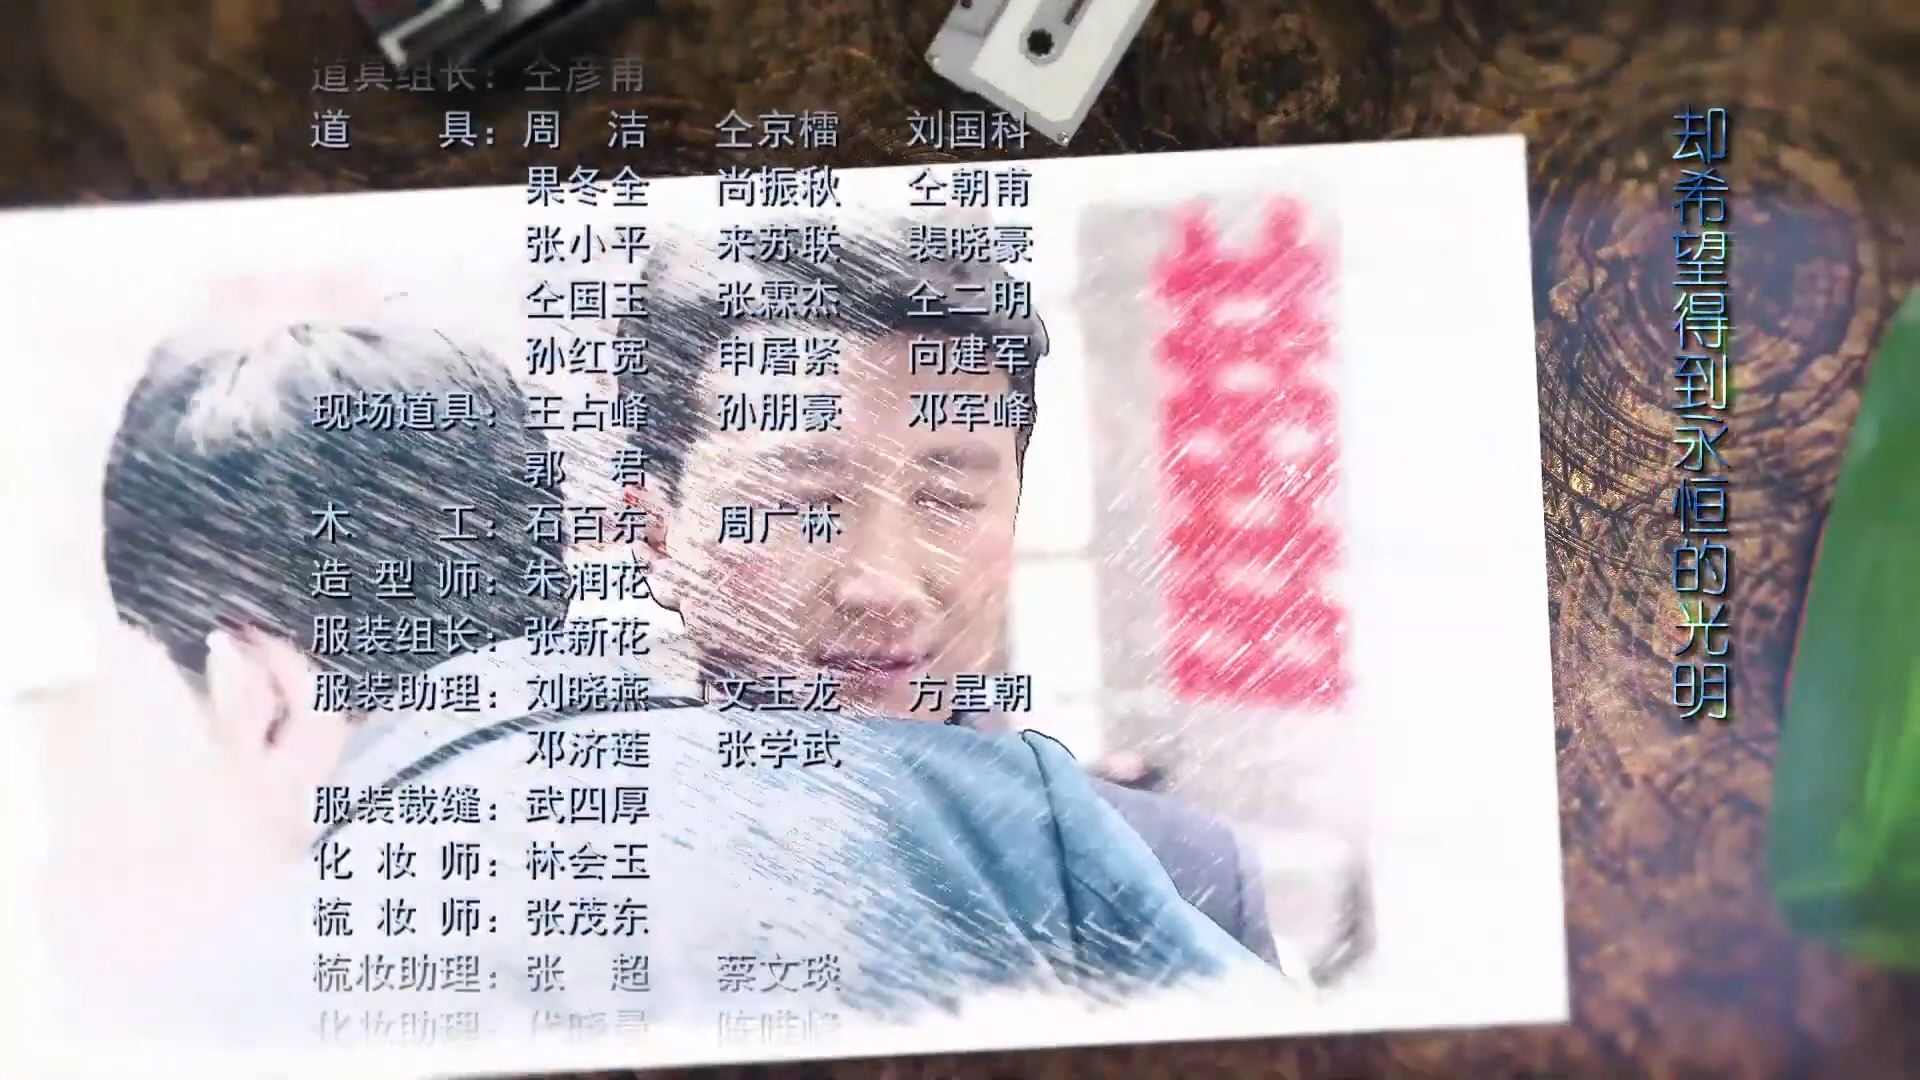 道具组长：仝彦甫
道 具：周 洁 仝京檑 刘国科
果冬全 尚振秋 仝朝甫
张小平 来苏联 裴晓豪
仝国玉 张霖杰 仝二明
孙红宽 申屠紧 向建军
现场道具：王占峰 孙朋豪 邓军峰
郭 君
木 工：石百东 周广林
造 型 师：朱润花
服装组长：张新花
服装助理：刘晓燕 文玉龙 方星朝
邓济莲 张学武
服装裁缝：武四厚
化 妆 师：林会玉
梳 妆 师：张茂东
梳妆助理：张 超 蔡文琰
化妆助理：
却希望得到永恒的光明